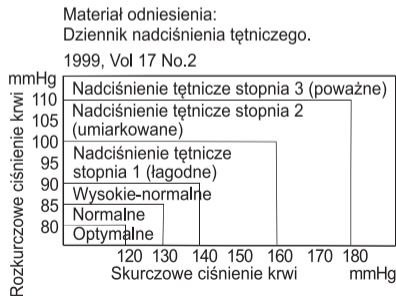 Materiał odniesienia:
Dziennik nadciśnienia tętniczego.
1999, Vol 17 No.2
mmHg
Nadciśnienie tętnicze stopnia 3 (poważne)
110
Nadciśnienie tętnicze stopnia 2
105
(umiarkowane)
100
Nadciśnienie tętnicze
95
stopnia 1 (łagodne)
90
Wysokie-normalne
85
Normalne
80
Optymalne
Rozkurczowe ciśnienie krwi
120 130 140 150 160 170 180
Skurczowe ciśnienie krwi mmHg